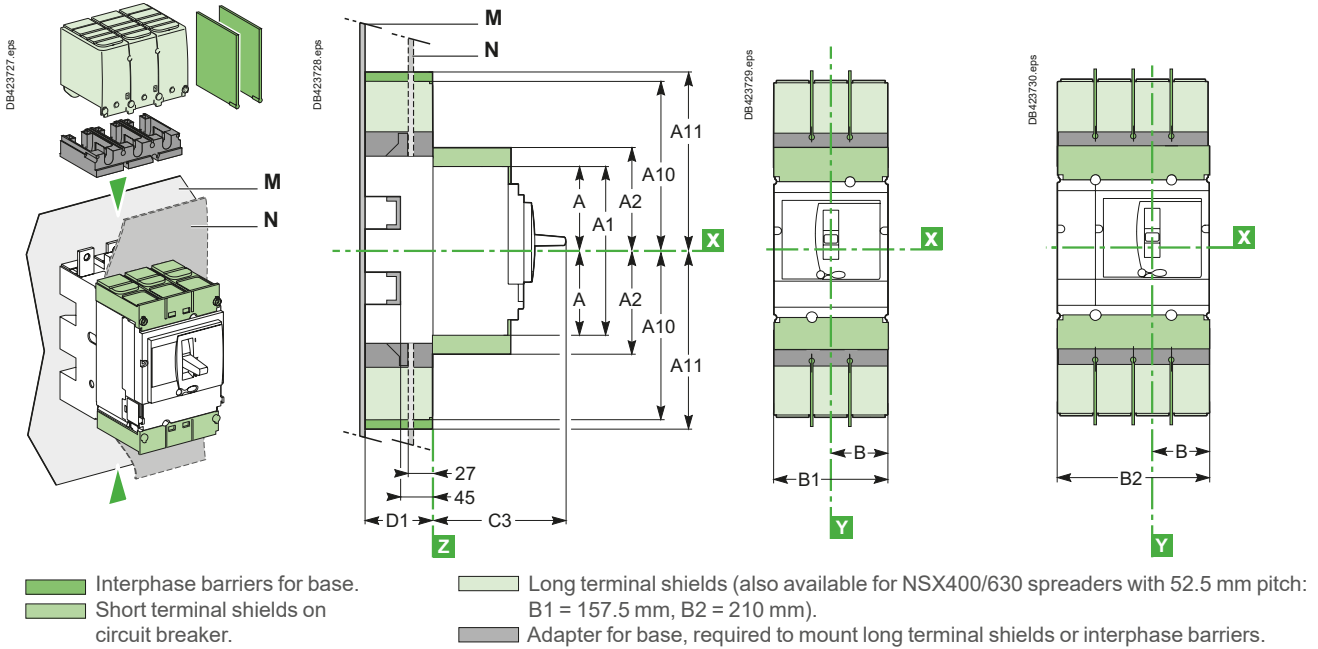 DB423727.eps
M
N
DB423728.eps
M
N
A11
A10
A2
A
A1
X
A
A2
A10
A11
27
45
D1
C3
Z
DB423729.eps
X
B
B1
Y
DB423730.eps
X
B
B2
Y
Interphase barriers for base.
Short terminal shields on
circuit breaker.
Long terminal shields (also available for NSX400/630 spreaders with 52.5 mm pitch:
B1 = 157.5 mm, B2 = 210 mm).
Adapter for base, required to mount long terminal shields or interphase barriers.